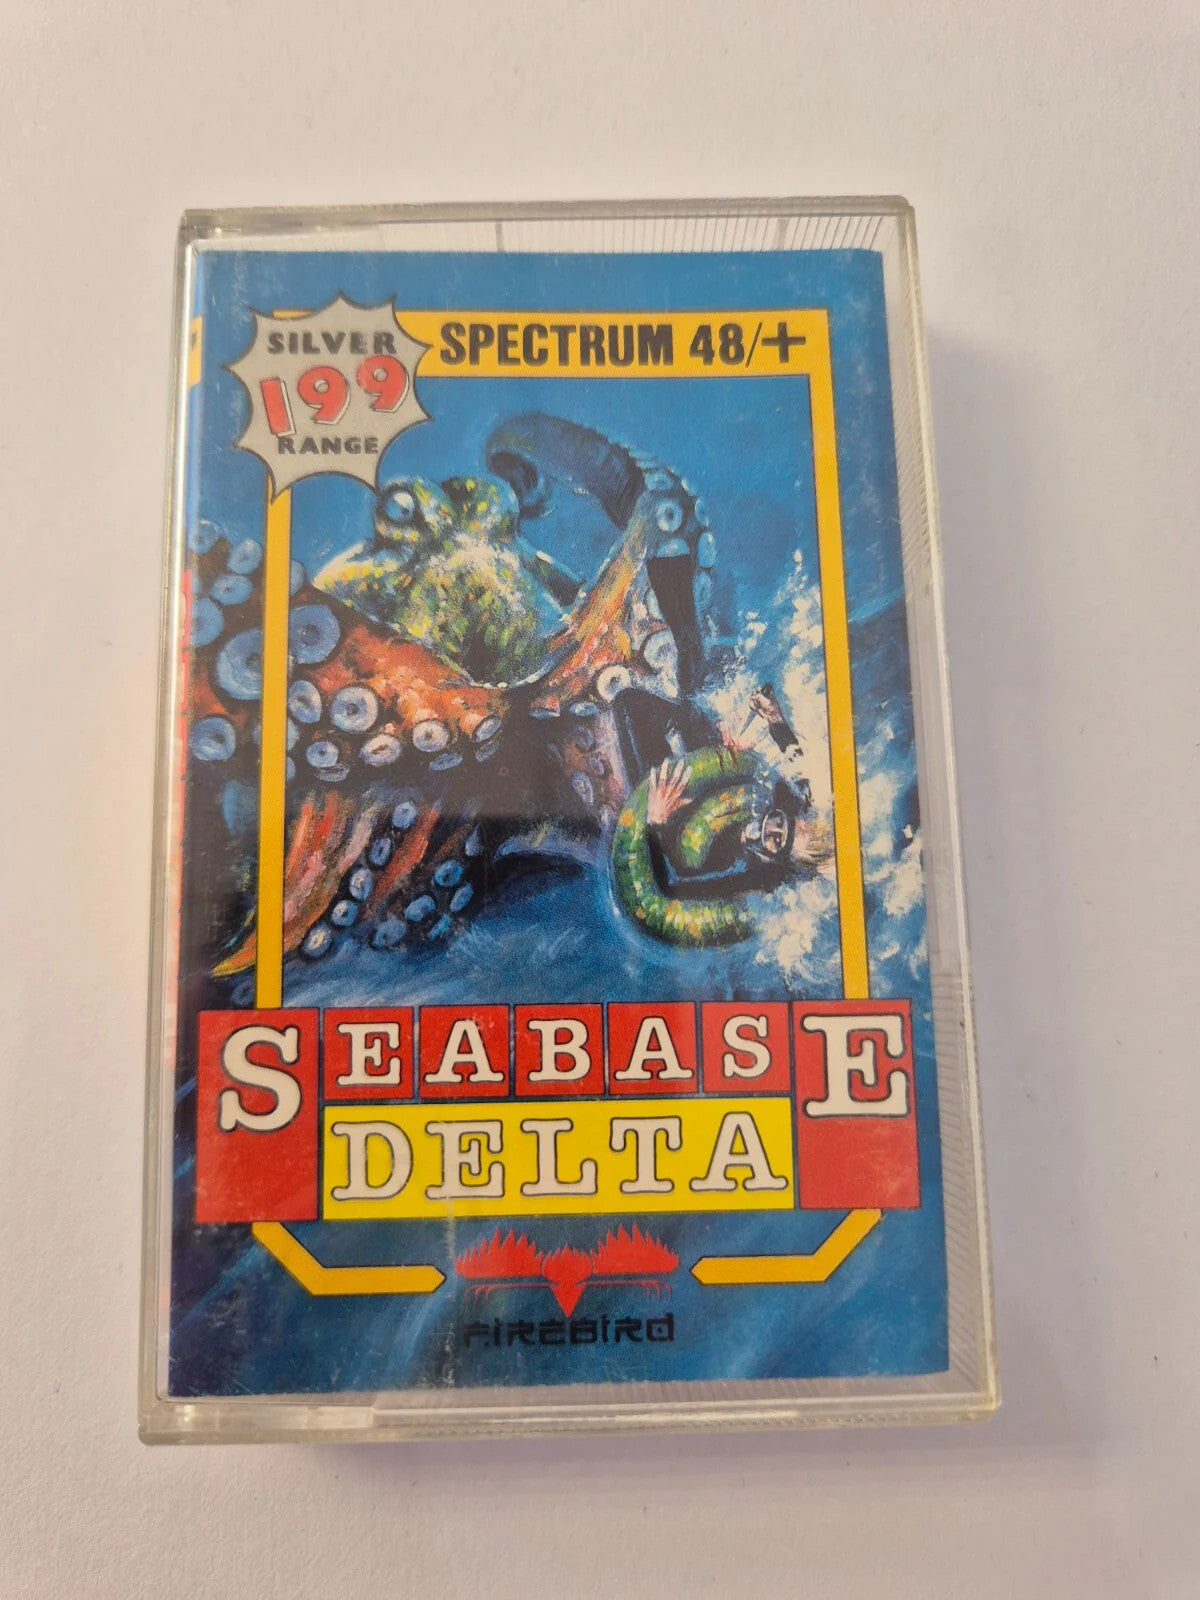 SILVER
199
RANGE
SPECTRUM 48/+
SEABASE
DELTA
FIREBIRD